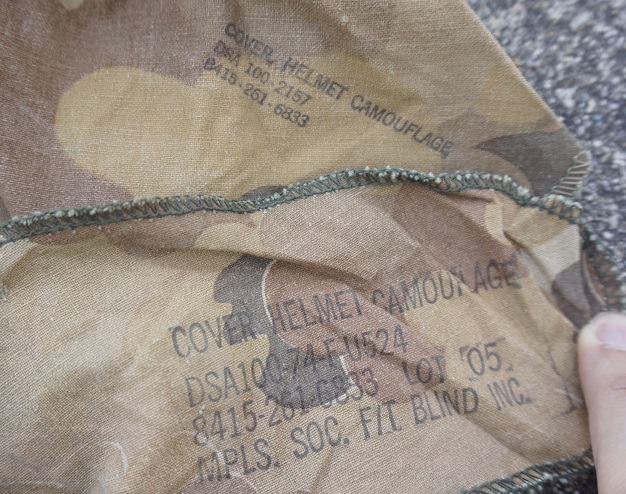 COVER, HELMET CAMOUFLAGE
DSA 100-2157
8415-261-6833
COVER HELMET CAMOUFLAGE
DSA100-74-F-U524
8415-261-6833 LOT "05"
MPLS. SOC. F/T BLIND INC.